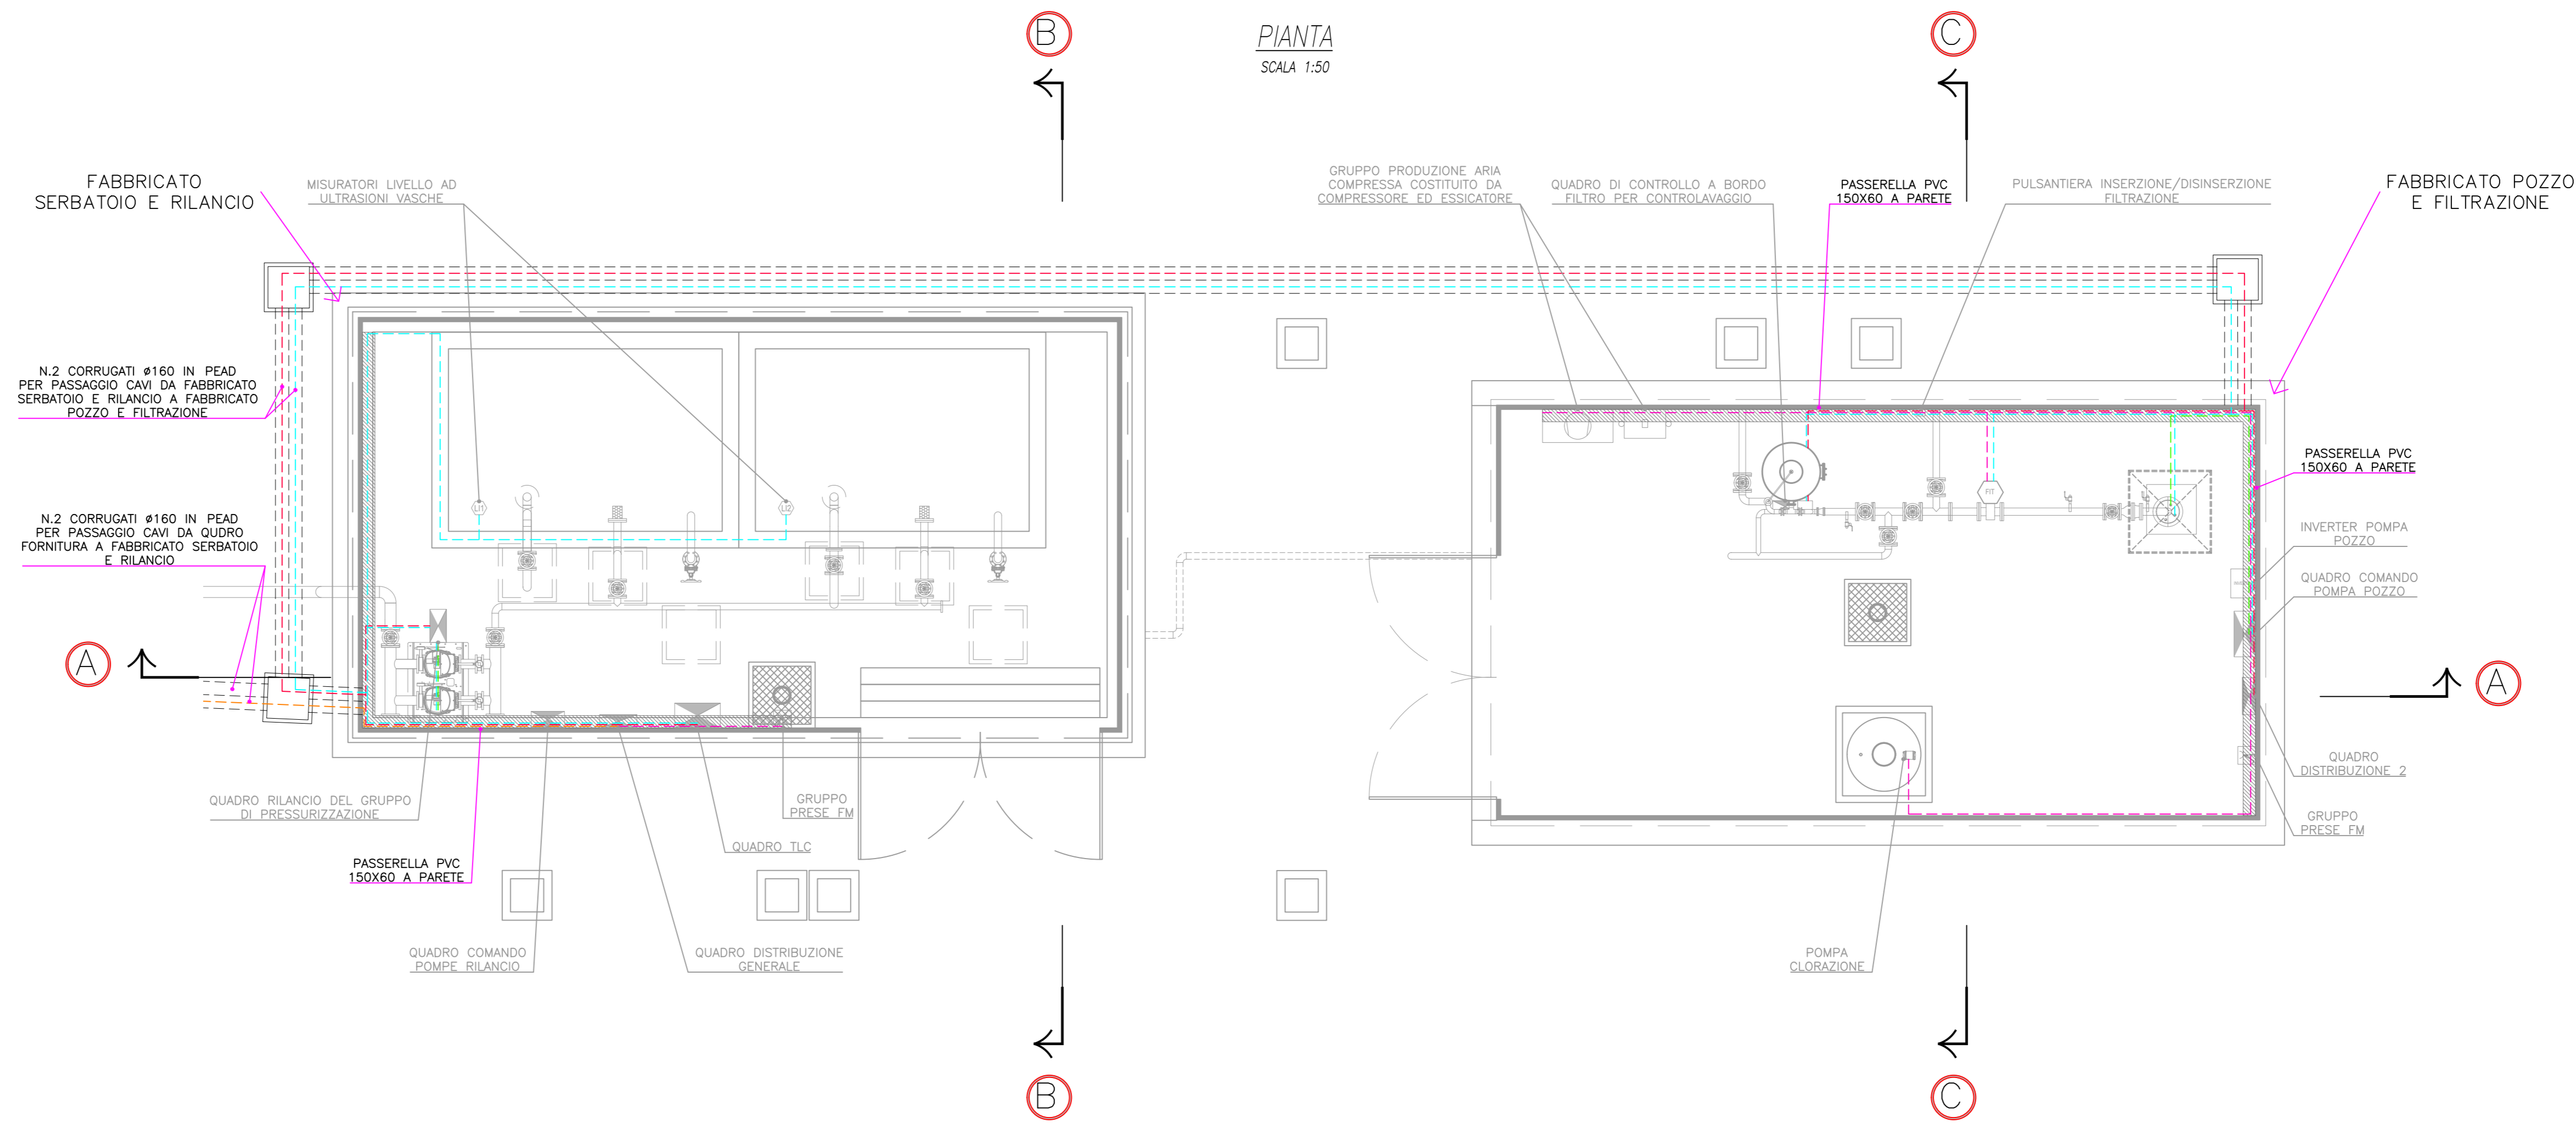 B
PIANTA
SCALA 1:50
C
FABBRICATO
SERBATOIO E RILANCIO
MISURATORI LIVELLO AD
ULTRASIONI VASCHE
GRUPPO PRODUZIONE ARIA
COMPRESSA COSTITUITO DA
COMPRESSORE ED ESSICATORE
QUADRO DI CONTROLLO A BORDO
FILTRO PER CONTROLAVAGGIO
PASSERELLA PVC
150X60 A PARETE
PULSANTIERA INSERZIONE/DISINSERZIONE
FILTRAZIONE
FABBRICATO POZZO
E FILTRAZIONE
N.2 CORRUGATI ø160 IN PEAD
PER PASSAGGIO CAVI DA FABBRICATO
SERBATOIO E RILANCIO A FABBRICATO
POZZO E FILTRAZIONE
PASSERELLA PVC
150X60 A PARETE
LI1
LI2
FIT
N.2 CORRUGATI ø160 IN PEAD
PER PASSAGGIO CAVI DA QUDRO
FORNITURA A FABBRICATO SERBATOIO
E RILANCIO
INVERTER POMPA
POZZO
QUADRO COMANDO
POMPA POZZO
A
A
QUADRO
DISTRIBUZIONE 2
QUADRO RILANCIO DEL GRUPPO
DI PRESSURIZZAZIONE
GRUPPO
PRESE FM
GRUPPO
PRESE FM
QUADRO TLC
PASSERELLA PVC
150X60 A PARETE
QUADRO COMANDO
POMPE RILANCIO
QUADRO DISTRIBUZIONE
GENERALE
POMPA
CLORAZIONE
B
C